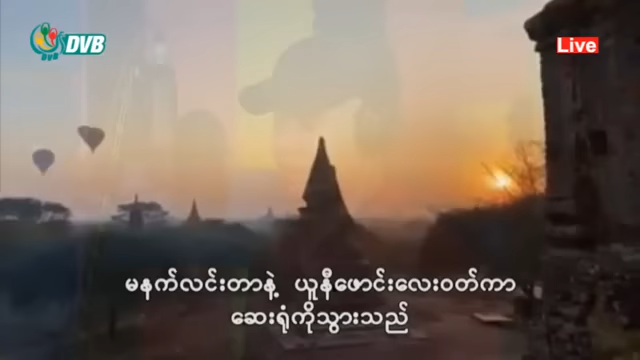 DVB
DVB
Live
မနက်လင်းတာနဲ့ ယူနီဖောင်းလေးဝတ်ကာ
ဆေးရုံကိုသွားသည်